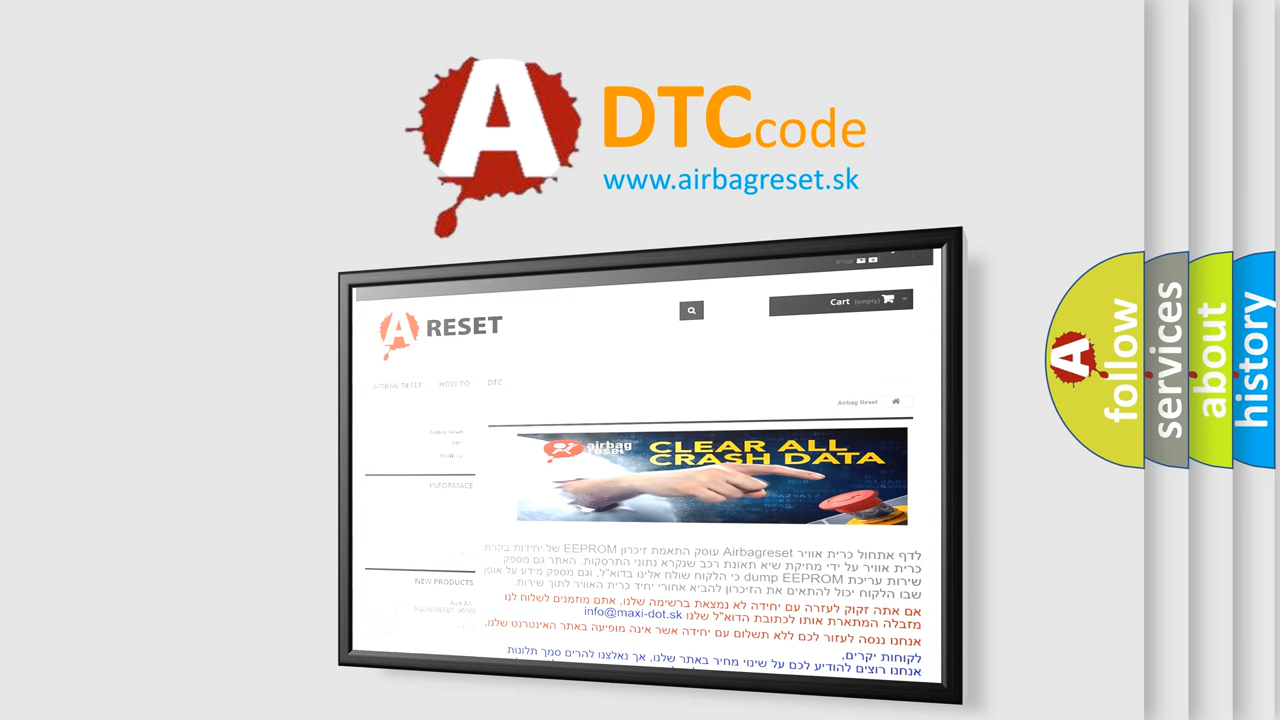 A DTC code
www.airbagreset.sk
עברית
Cart (empty)
A RESET
AIRBAG RESET HOW TO DTC
Airbag Reset
Airbag Reset
HOW TO
INFORMACE
airbag reset
CLEAR ALL
CRASH DATA
NEW PRODUCTS
לדף אתחול כרית אוויר Airbagreset עוסק התאמת זיכרון EEPROM של יחידות בקרת
כרית אוויר על ידי מחיקת שיא תאונת רכב שנקרא נתוני התרסקות. האתר גם מספק
שירות עריכת dump EEPROM כי הלקוח שולח אלינו בדוא"ל, וגם מספק מידע על אופן
שבו הלקוח יכול להתאים את הזיכרון להביא אחורי יחיד כרית האוויר לתוך שירות.
אם אתה זקוק לעזרה עם יחידה לא נמצאת ברשימה שלנו, אתם מוזמנים לשלוח לנו
מזבלה המתארת אותו לכתובת הדוא"ל שלנו info@maxi-dot.sk
אנחנו ננסה לעזור לכם ללא תשלום עם יחידה אשר אינה מופיעה באתר האינטרנט שלנו.
לקוחות יקרים,
אנחנו רוצים להודיע לכם על שינוי מחיר באתר שלנו, אך נאלצנו להרים סמך תלונות
A
follow
services
about
history